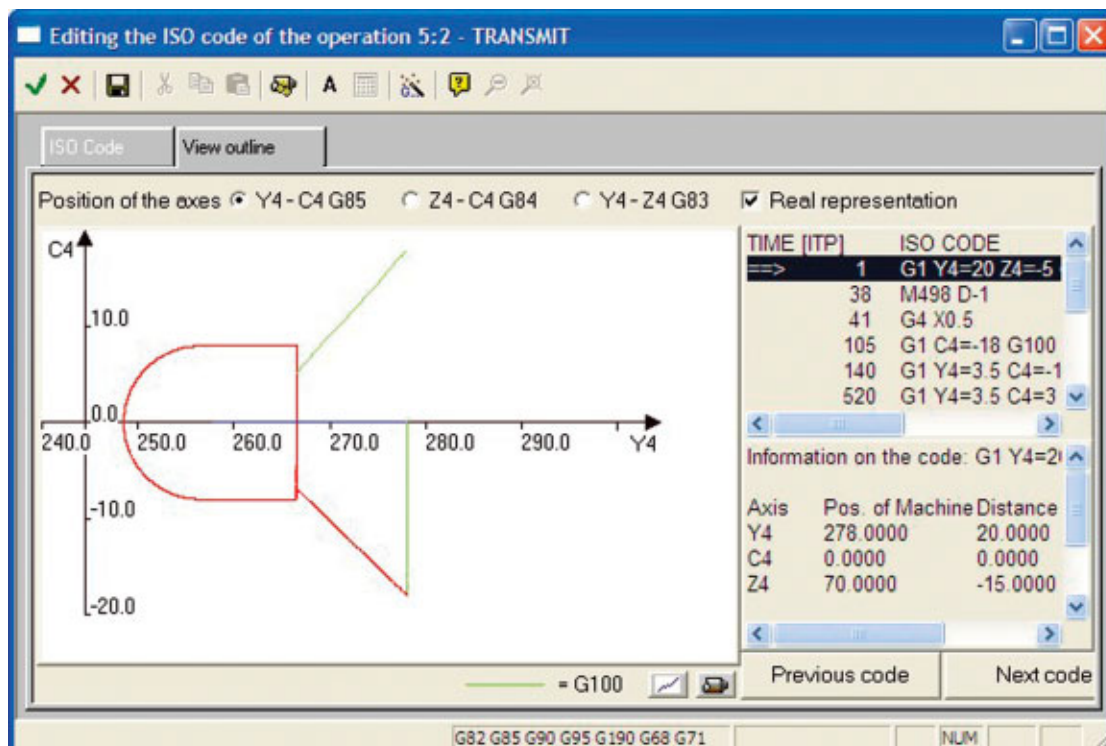 Editing the ISO code of the operation 5:2 - TRANSMIT
A
ISO Code View outline
Position of the axes Y4 - C4 G85 Z4 - C4 G84 Y4 - Z4 G83 Real representation
C4
10.0
0.0
240.0 250.0 260.0 270.0 280.0 290.0 Y4
-10.0
-20.0
= G100
TIME [ITP] ISO CODE
==> 1 G1 Y4=20 Z4=-5
38 M498 D-1
41 G4 X0.5
105 G1 C4=-18 G100
140 G1 Y4=3.5 C4=-1
520 G1 Y4=3.5 C4=3
Information on the code: G1 Y4=2
Axis Pos. of Machine Distance
Y4 278.0000 20.0000
C4 0.0000 0.0000
Z4 70.0000 -15.0000
Previous code Next code
G82 G85 G90 G95 G190 G68 G71 NUM